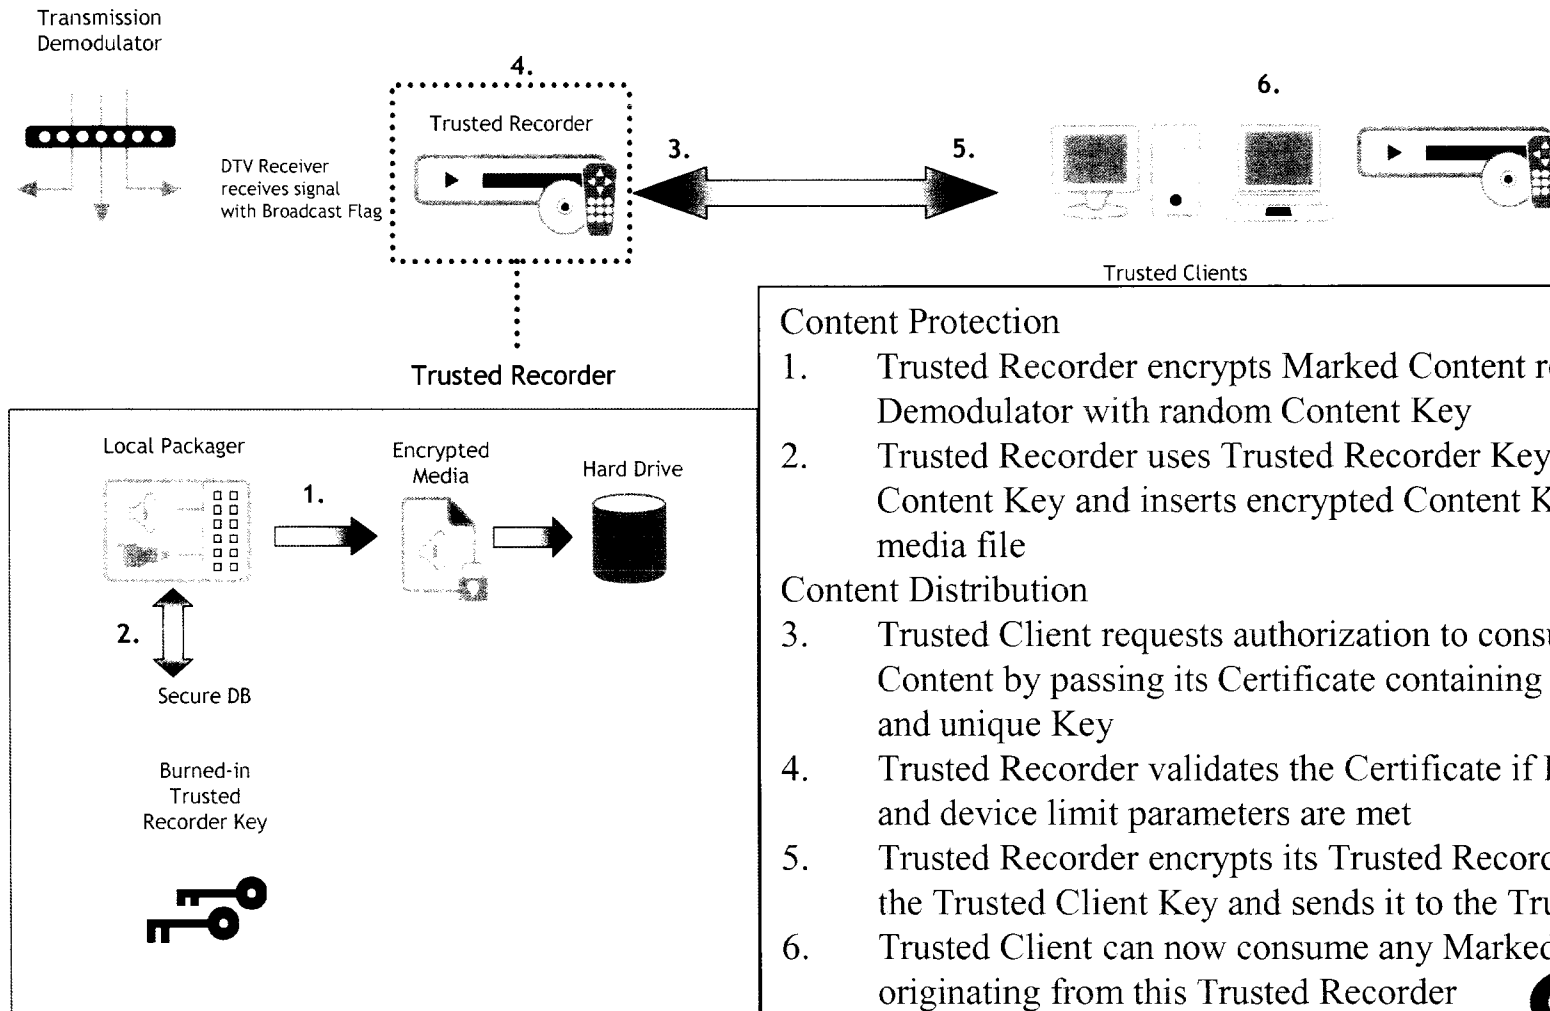 Transmission
Demodulator
4.
6.
Trusted Recorder
3.
5.
DTV Receiver
receives signal
with Broadcast Flag
Trusted Clients
Trusted Recorder
Local Packager
Encrypted
Media
Hard Drive
1.
2.
Secure DB
Burned-in
Trusted
Recorder Key
Content Protection
1. Trusted Recorder encrypts Marked Content
Demodulator with random Content Key
2. Trusted Recorder uses Trusted Recorder Key
Content Key and inserts encrypted Content
media file
Content Distribution
3. Trusted Client requests authorization to
Content by passing its Certificate containing
and unique Key
4. Trusted Recorder validates the Certificate if
and device limit parameters are met
5. Trusted Recorder encrypts its Trusted
the Trusted Client Key and sends it to the
6. Trusted Client can now consume any Marked
originating from this Trusted Recorder